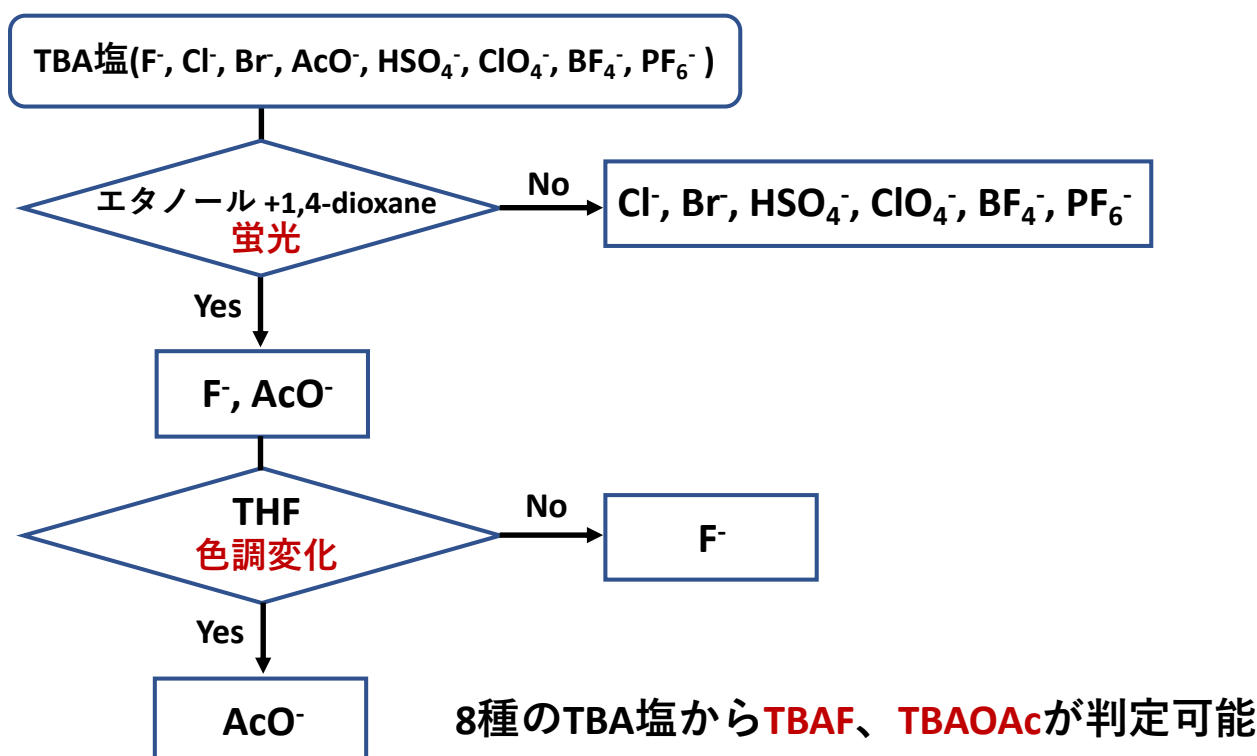 TBA塩(F⁻, Cl⁻, Br⁻, AcO⁻, HSO₄⁻, ClO₄⁻, BF₄⁻, PF₆⁻ )
エタノール +1,4-dioxane
蛍光
No
Cl⁻, Br⁻, HSO₄⁻, ClO₄⁻, BF₄⁻, PF₆⁻
Yes
F⁻, AcO⁻
THF
色調変化
No
F⁻
Yes
AcO⁻
8種のTBA塩からTBAF、TBAOAcが判定可能